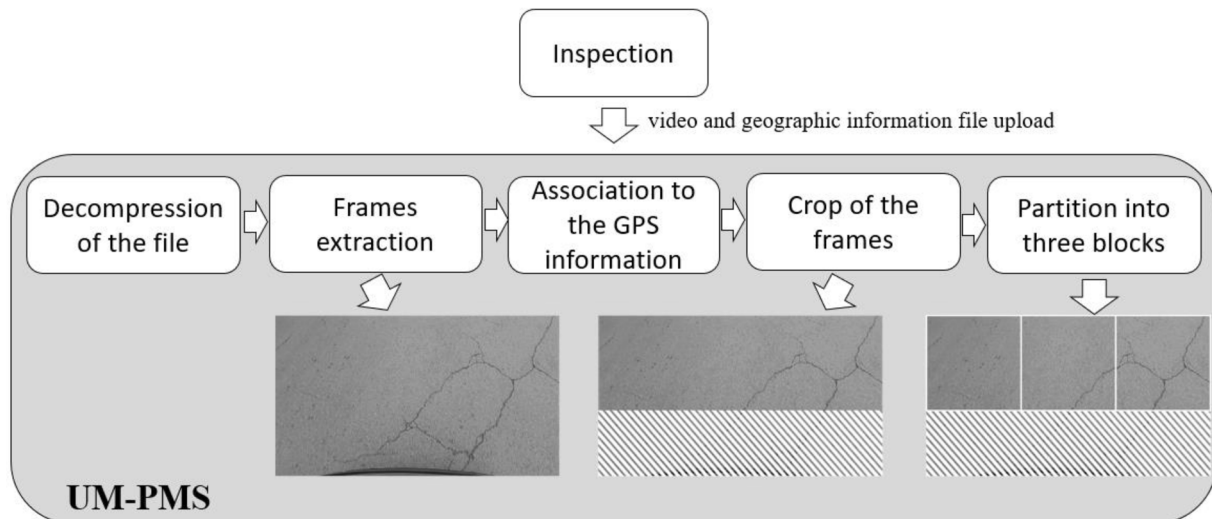 Inspection
video and geographic information file upload
Decompression
of the file
Frames
extraction
Association to
the GPS
information
Crop of the
frames
Partition into
three blocks
UM-PMS